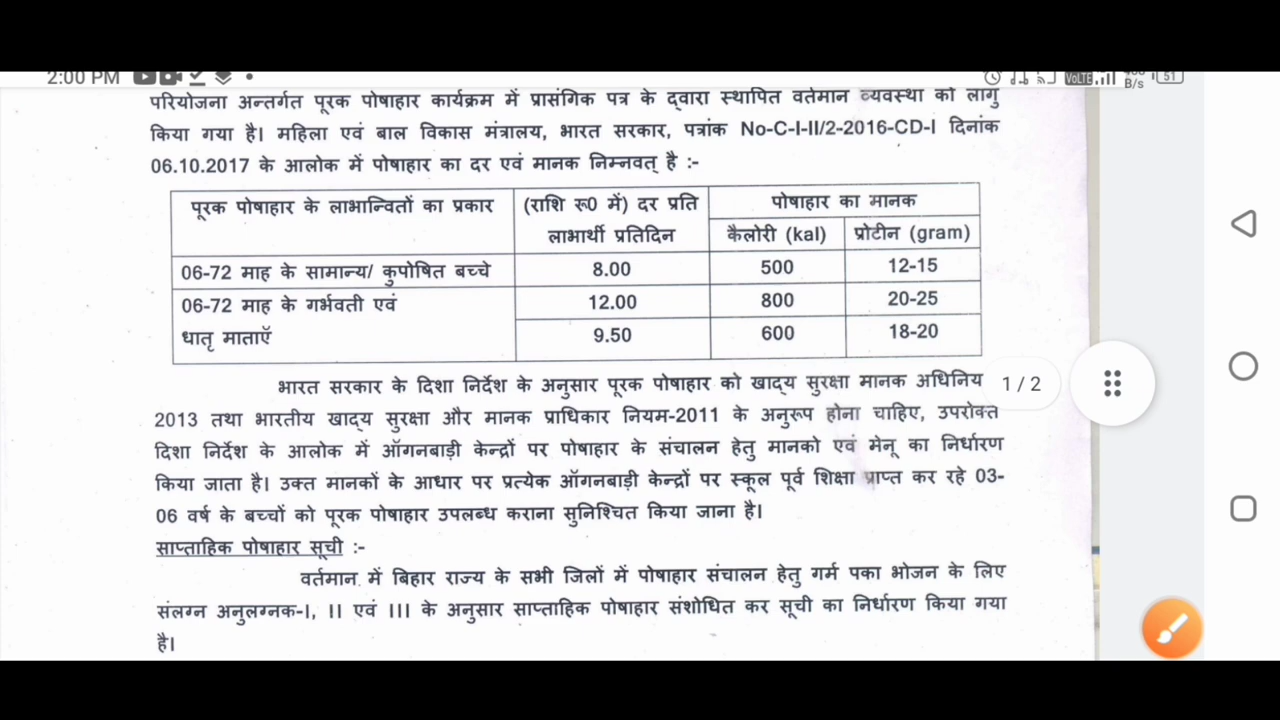 2:00 PM
VoLTE
B/s
51
परियोजना अन्तर्गत पूरक पोषाहार कार्यक्रम में प्रासंगिक पत्र के द्वारा स्थापित वर्तमान व्यवस्था को लागु
किया गया है। महिला एवं बाल विकास मंत्रालय, भारत सरकार, पत्रांक No-C-I-II/2-2016-CD-I दिनांक
06.10.2017 के आलोक में पोषाहार का दर एवं मानक निम्नवत् है :-
पूरक पोषाहार के लाभान्वितों का प्रकार (राशि रू0 में) दर प्रति लाभार्थी प्रतिदिन पोषाहार का मानक
कैलोरी (kal) प्रोटीन (gram)
06-72 माह के सामान्य/ कुपोषित बच्चे 8.00 500 12-15
06-72 माह के गर्भवती एवं 12.00 800 20-25
धातृ माताऍ 9.50 600 18-20
भारत सरकार के दिशा निर्देश के अनुसार पूरक पोषाहार को खाद्य सुरक्षा मानक अधिनिय
1 / 2
2013 तथा भारतीय खाद्य सुरक्षा और मानक प्राधिकार नियम-2011 के अनुरूप होना चाहिए, उपरोक्त
दिशा निर्देश के आलोक में ऑगनबाड़ी केन्द्रों पर पोषाहार के संचालन हेतु मानको एवं मेनू का निर्धारण
किया जाता है। उक्त मानकों के आधार पर प्रत्येक ऑगनबाड़ी केन्द्रों पर स्कूल पूर्व शिक्षा प्राप्त कर रहे 03-
06 वर्ष के बच्चों को पूरक पोषाहार उपलब्ध कराना सुनिश्चित किया जाना है।
साप्ताहिक पोषाहार सूची :-
वर्तमान में बिहार राज्य के सभी जिलों में पोषाहार संचालन हेतु गर्म पका भोजन के लिए
संलग्न अनुलग्नक-I, II एवं III के अनुसार साप्ताहिक पोषाहार संशोधित कर सूची का निर्धारण किया गया
है।